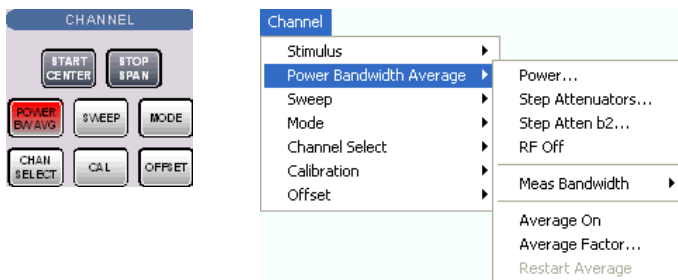 CHANNEL
START CENTER
STOP SPAN
POWER BW AVG
SWEEP
MODE
CHAN SELECT
CAL
OFFSET
Channel
Stimulus
Power Bandwidth Average
Sweep
Mode
Channel Select
Calibration
Offset
Power...
Step Attenuators...
Step Atten b2...
RF Off
Meas Bandwidth
Average On
Average Factor...
Restart Average